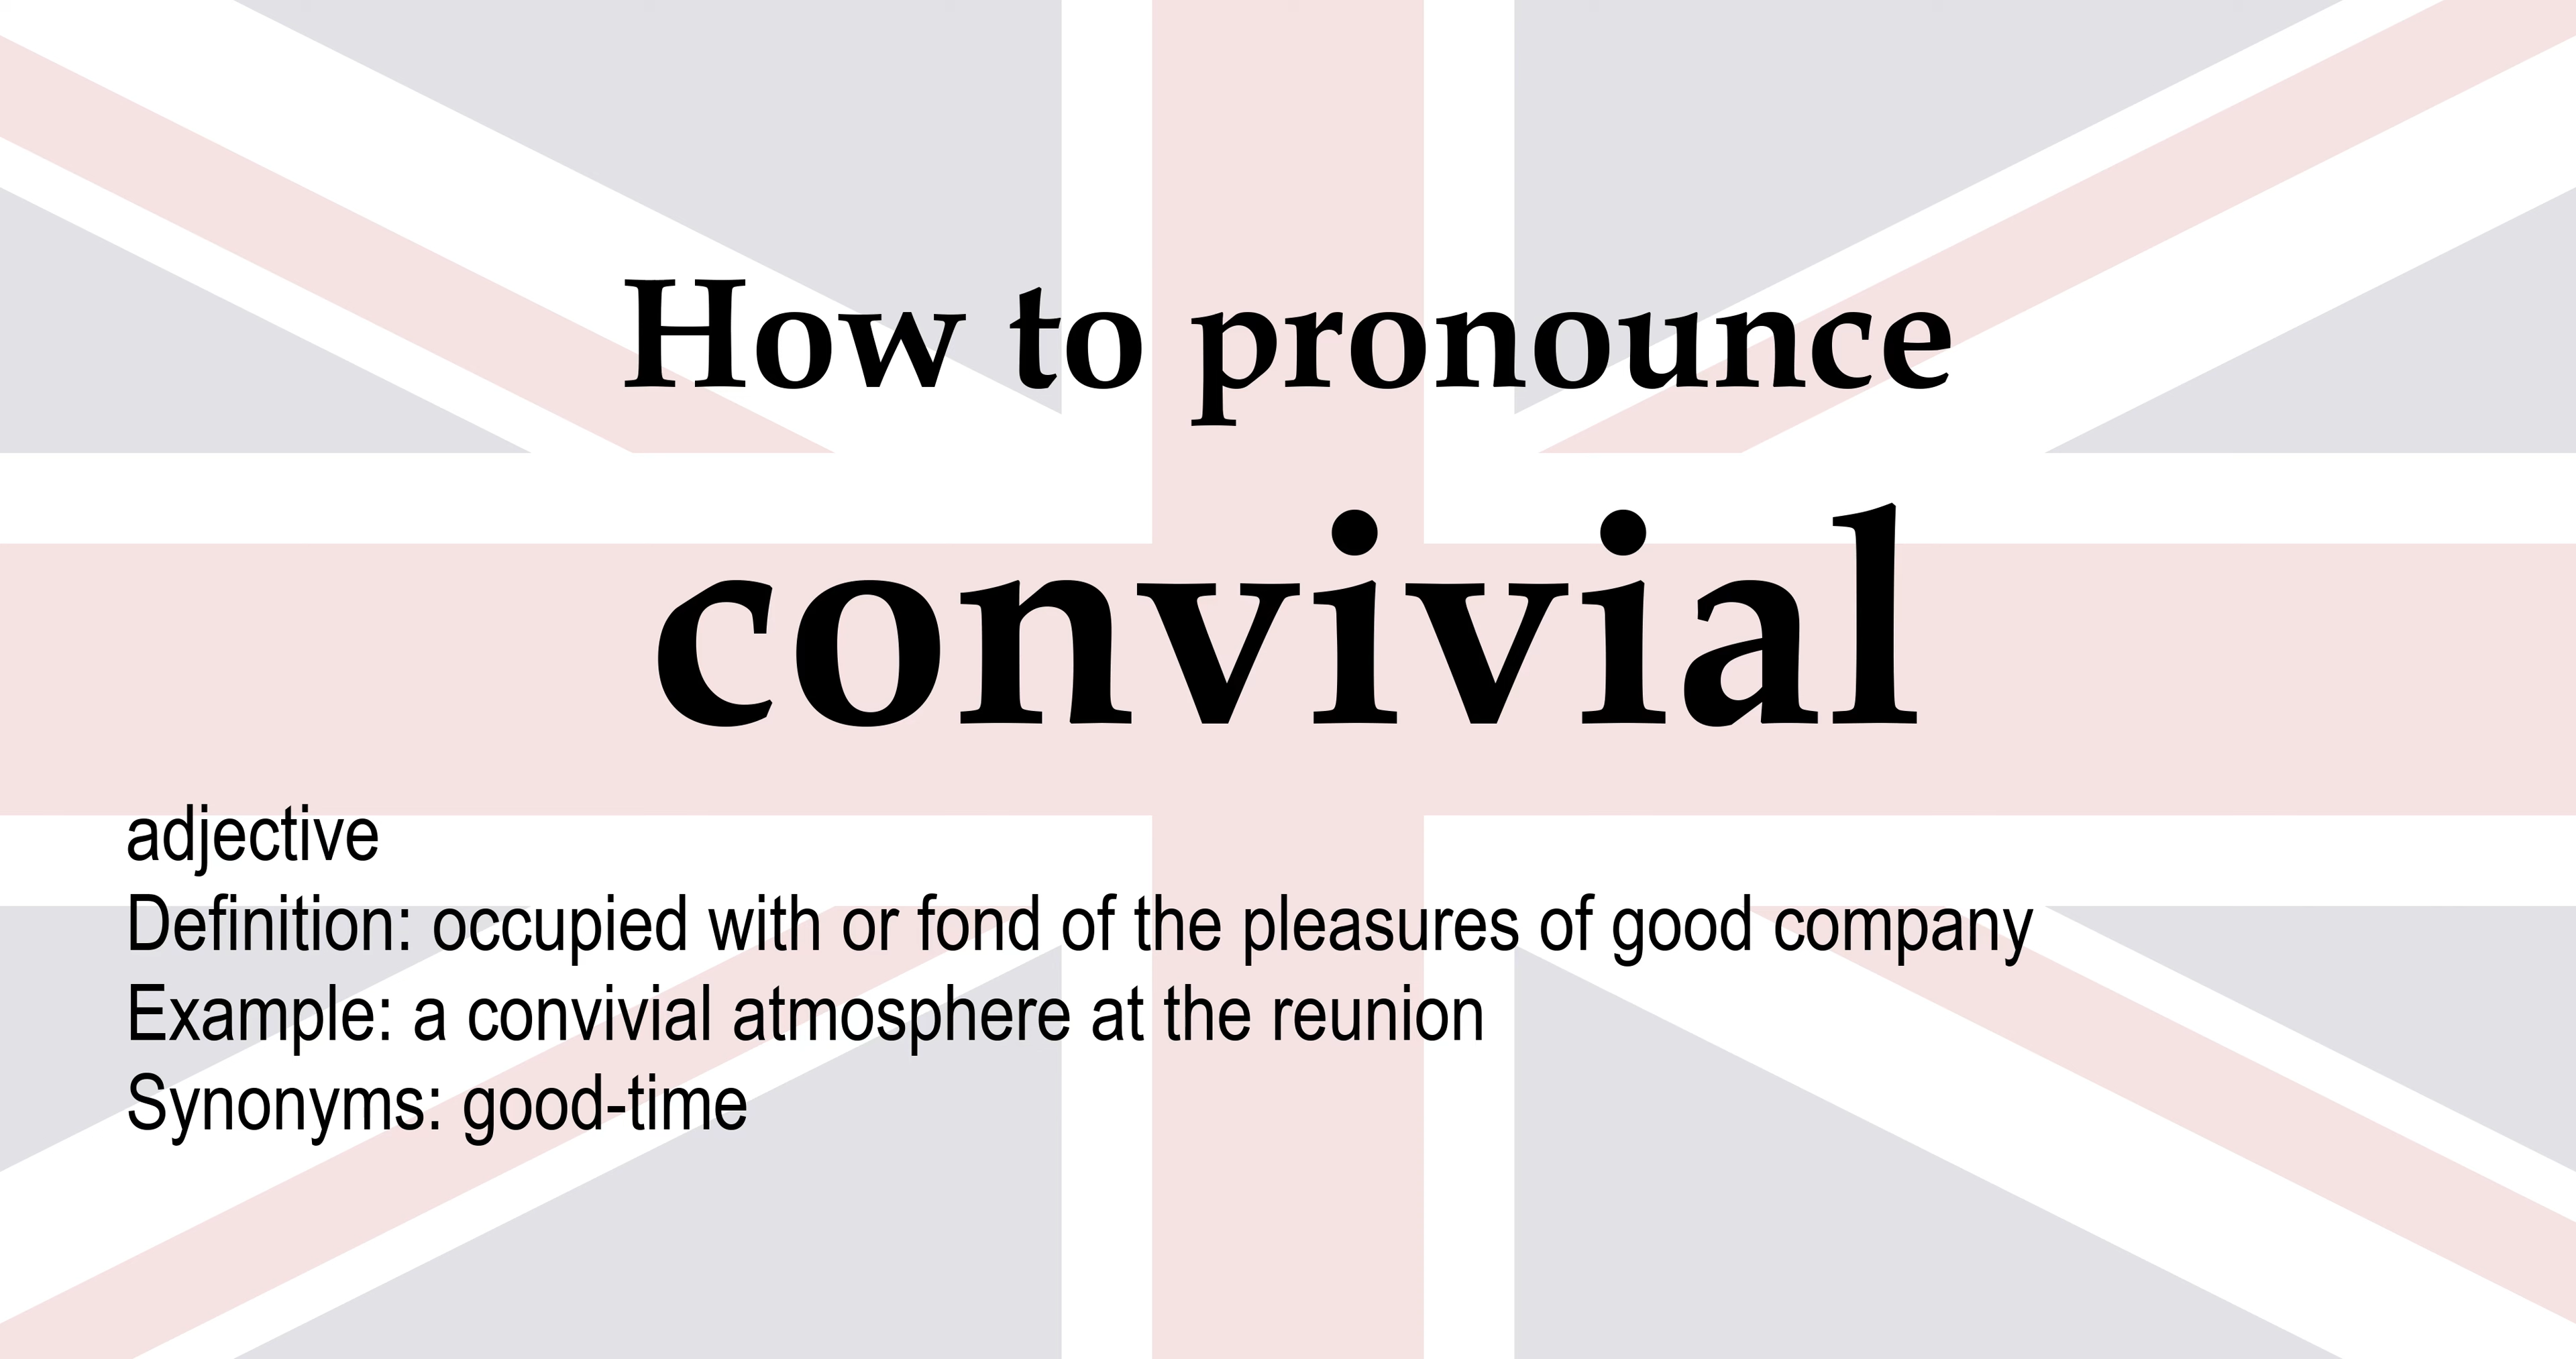 How to pronounce
convivial
adjective
Definition: occupied with or fond of the pleasures of good company
Example: a convivial atmosphere at the reunion
Synonyms: good-time